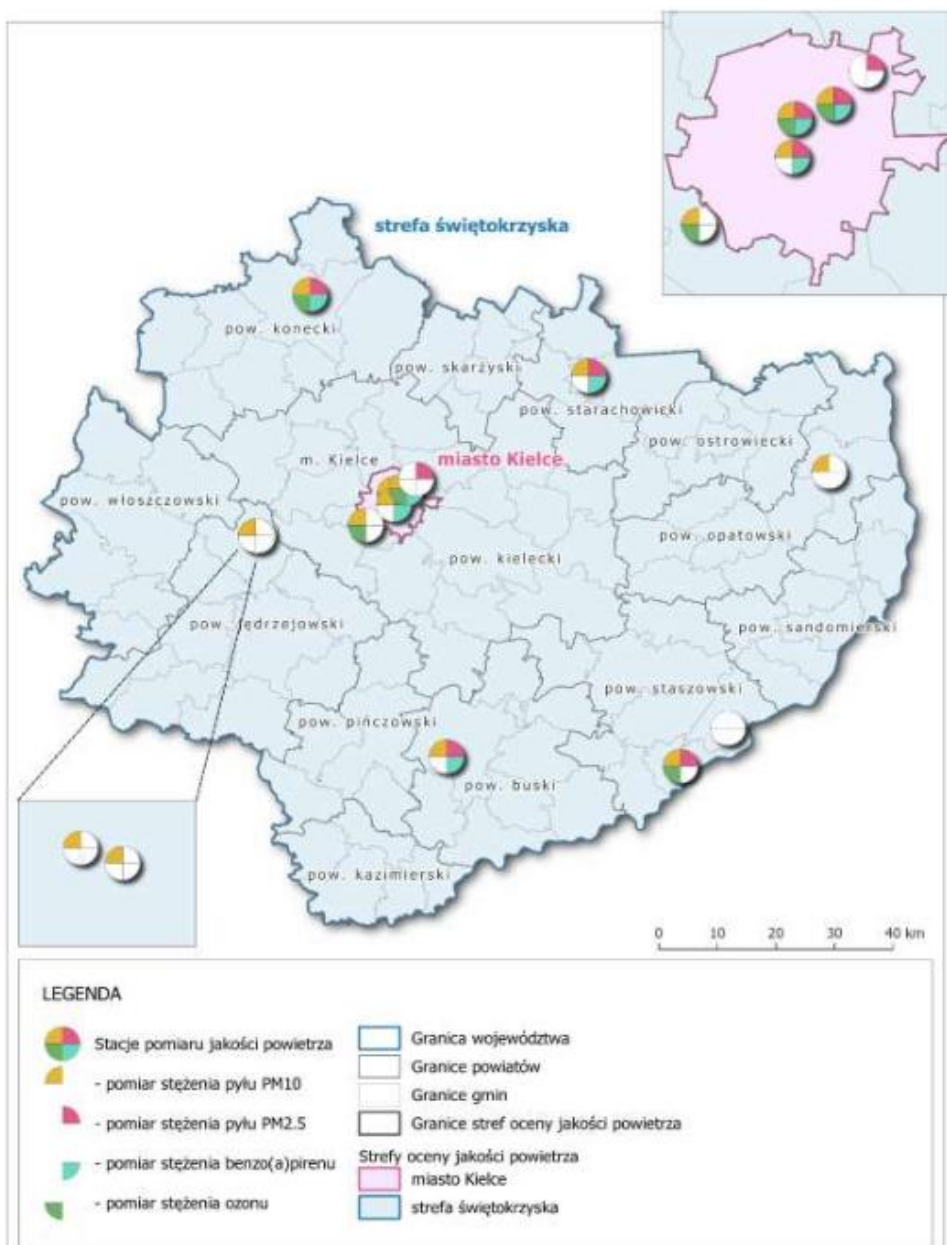 strefa świętokrzyska
pow. konecki
pow. skarżyski
pow. starachowicki
pow. ostrowiecki
m. Kielce
miasto Kielce
pow. włoszczowski
pow. opatowski
pow. kielecki
pow. jędrzejowski
pow. sandomierski
pow. staszowski
pow. pińczowski
pow. buski
pow. kazimierski
0 10 20 30 40 km
LEGENDA
Stacje pomiaru jakości powietrza
- pomiar stężenia pyłu PM10
- pomiar stężenia pyłu PM2.5
- pomiar stężenia benzo(a)pirenu
- pomiar stężenia ozonu
Granica województwa
Granice powiatów
Granice gmin
Granice stref oceny jakości powietrza
Strefy oceny jakości powietrza
miasto Kielce
strefa świętokrzyska